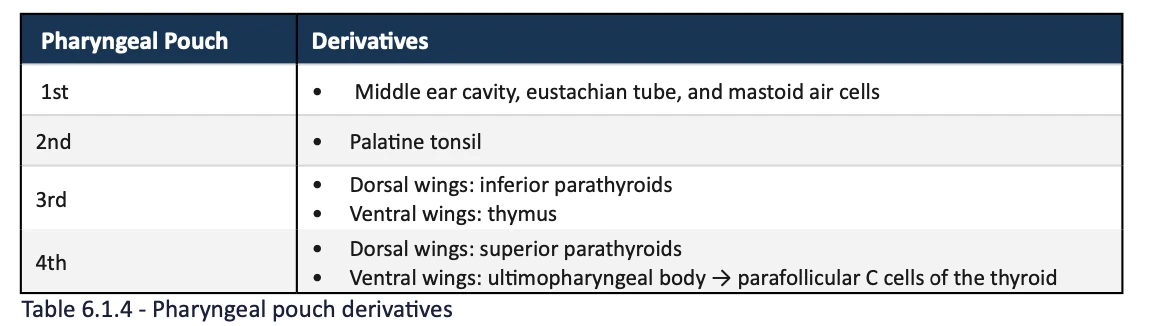 Pharyngeal Pouch Derivatives
1st • Middle ear cavity, eustachian tube, and mastoid air cells
2nd • Palatine tonsil
3rd • Dorsal wings: inferior parathyroids
• Ventral wings: thymus
4th • Dorsal wings: superior parathyroids
• Ventral wings: ultimopharyngeal body → parafollicular C cells of the thyroid
Table 6.1.4 - Pharyngeal pouch derivatives